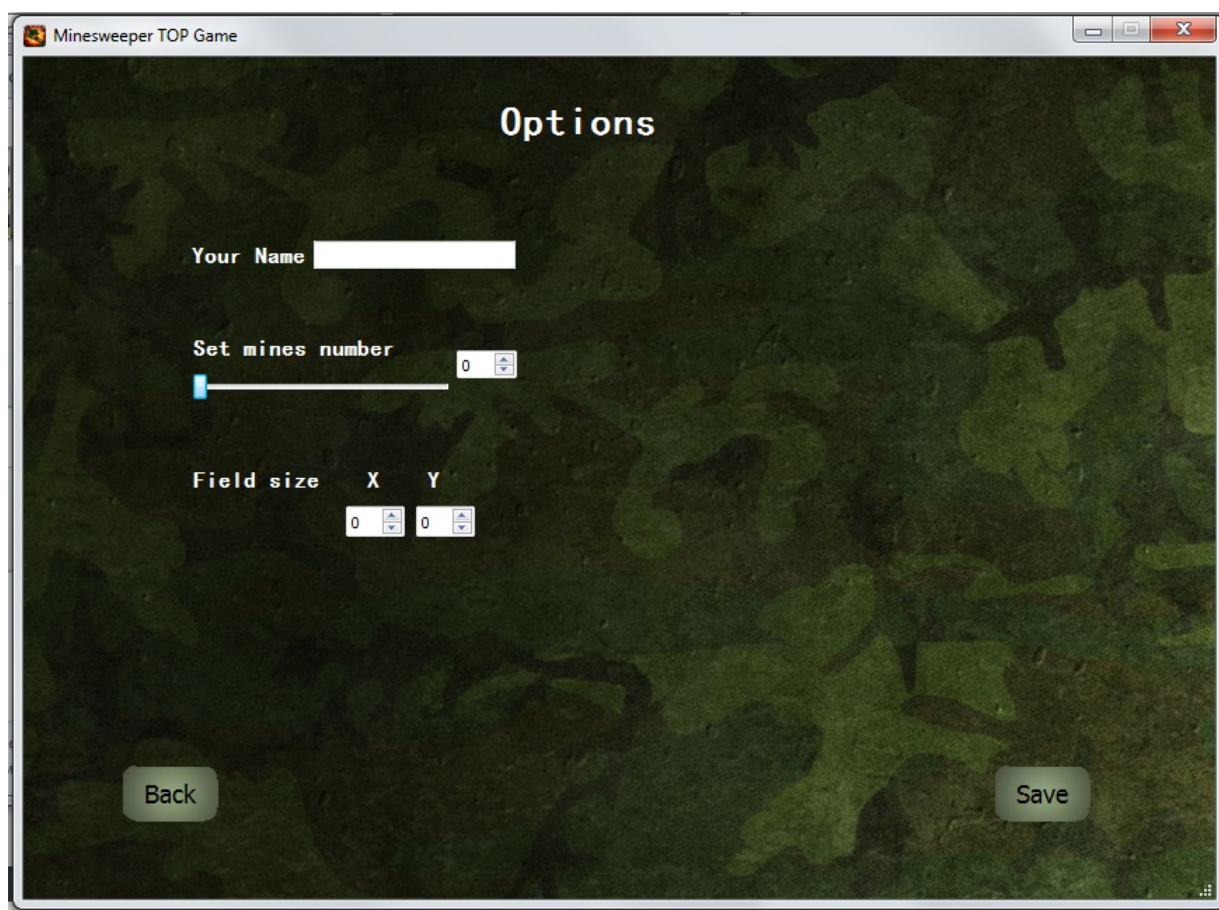 Minesweeper TOP Game
Options
Your Name
Set mines number
0
Field size X Y
0 0
Back Save